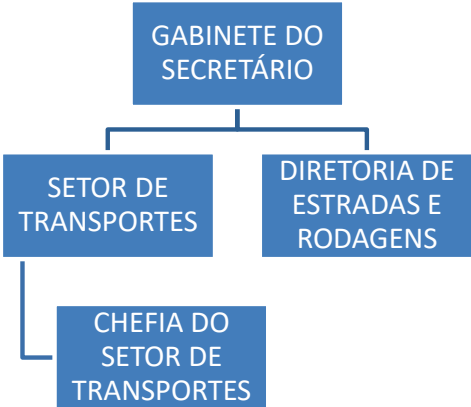 GABINETE DO
SECRETÁRIO
SETOR DE
TRANSPORTES
DIRETORIA DE
ESTRADAS E
RODAGENS
CHEFIA DO
SETOR DE
TRANSPORTES